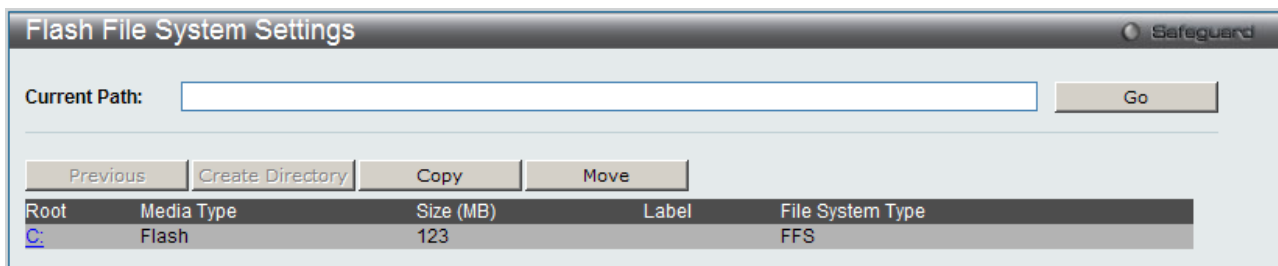 Flash File System Settings
Safeguard
Current Path:
Go
Previous Create Directory Copy Move
Root Media Type Size (MB) Label File System Type
C: Flash 123 FFS